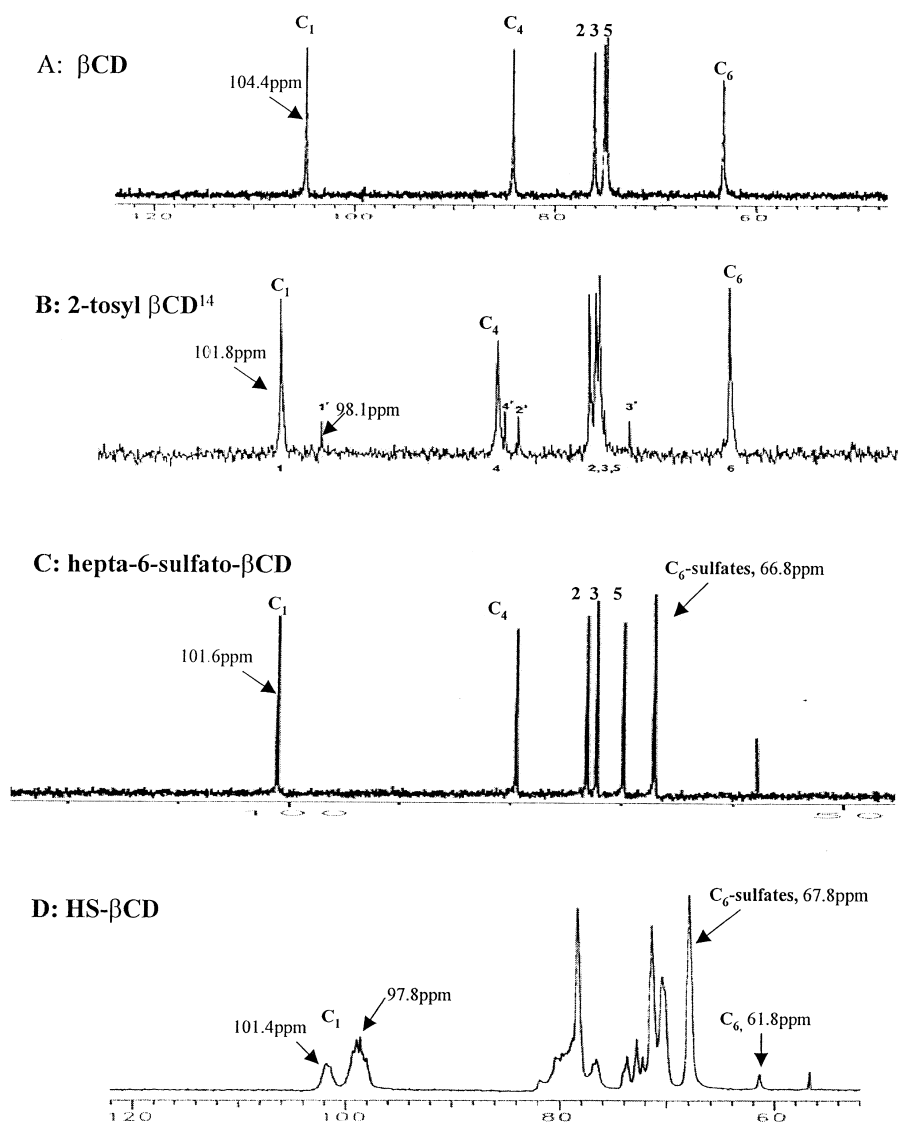 C1 C4 2 3 5
A: βCD
C6
104.4ppm
120 100 80 60
C1 C6
B: 2-tosyl βCD14
C4
101.8ppm
1' 98.1ppm 4' 2' 3'
1 4 2,3,5 6
C: hepta-6-sulfato-βCD
C6-sulfates, 66.8ppm
C1 C4 2 3 5
101.6ppm
100 50
D: HS-βCD
C6-sulfates, 67.8ppm
97.8ppm
C1
101.4ppm
C6, 61.8ppm
120 100 80 60